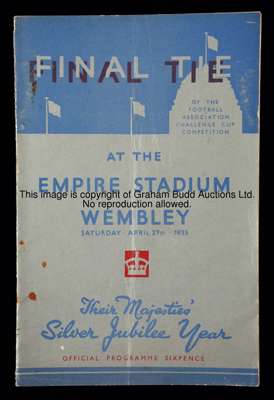 FINAL TIE
OF THE
FOOTBALL
ASSOCIATION
CHALLENGE CUP
COMPETITION
AT THE
This image is copyright of Graham Budd Auctions Ltd.
EMPIRE STADIUM
No reproduction allowed.
WEMBLEY
SATURDAY · APRIL 27th · 1935
Their Majesties'
Silver Jubilee Year
OFFICIAL PROGRAMME SIXPENCE